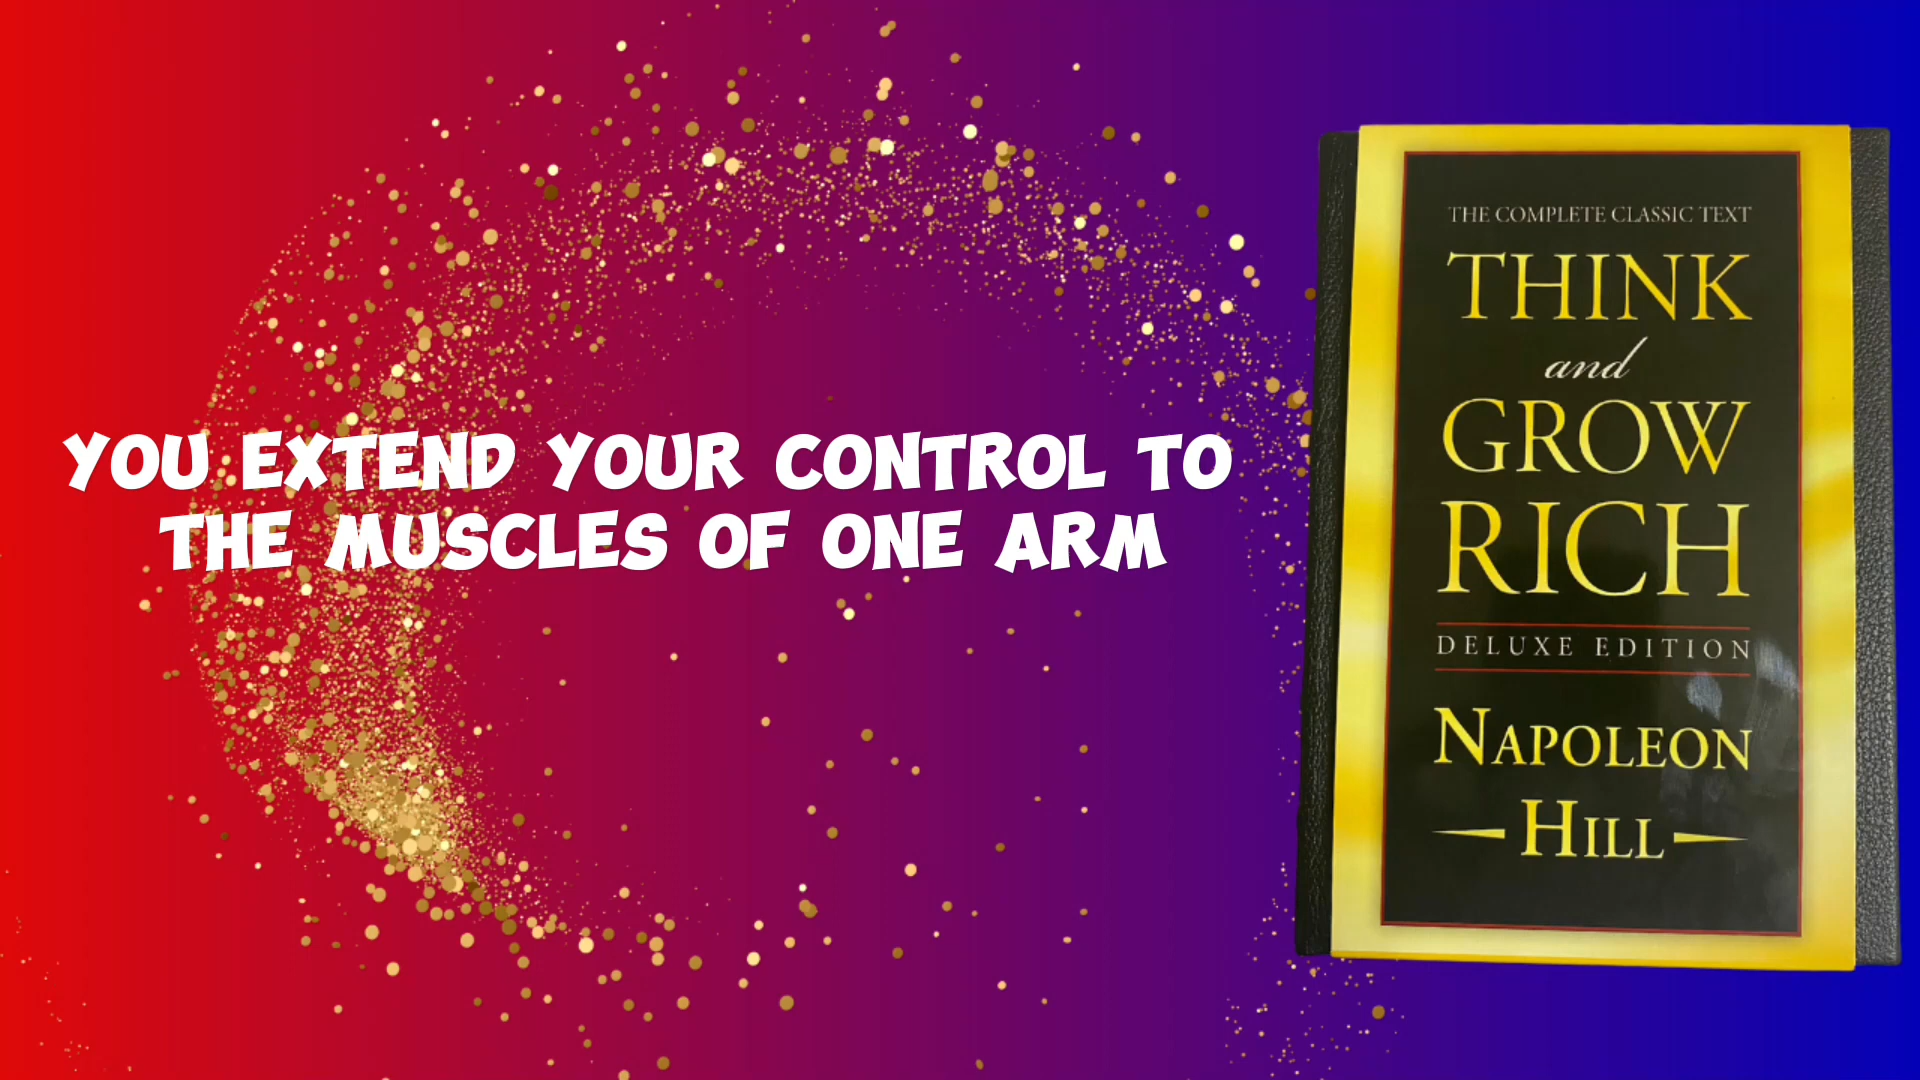 YOU EXTEND YOUR CONTROL TO
THE MUSCLES OF ONE ARM
THE COMPLETE CLASSIC TEXT
THINK
and
GROW
RICH
DELUXE EDITION
NAPOLEON
HILL